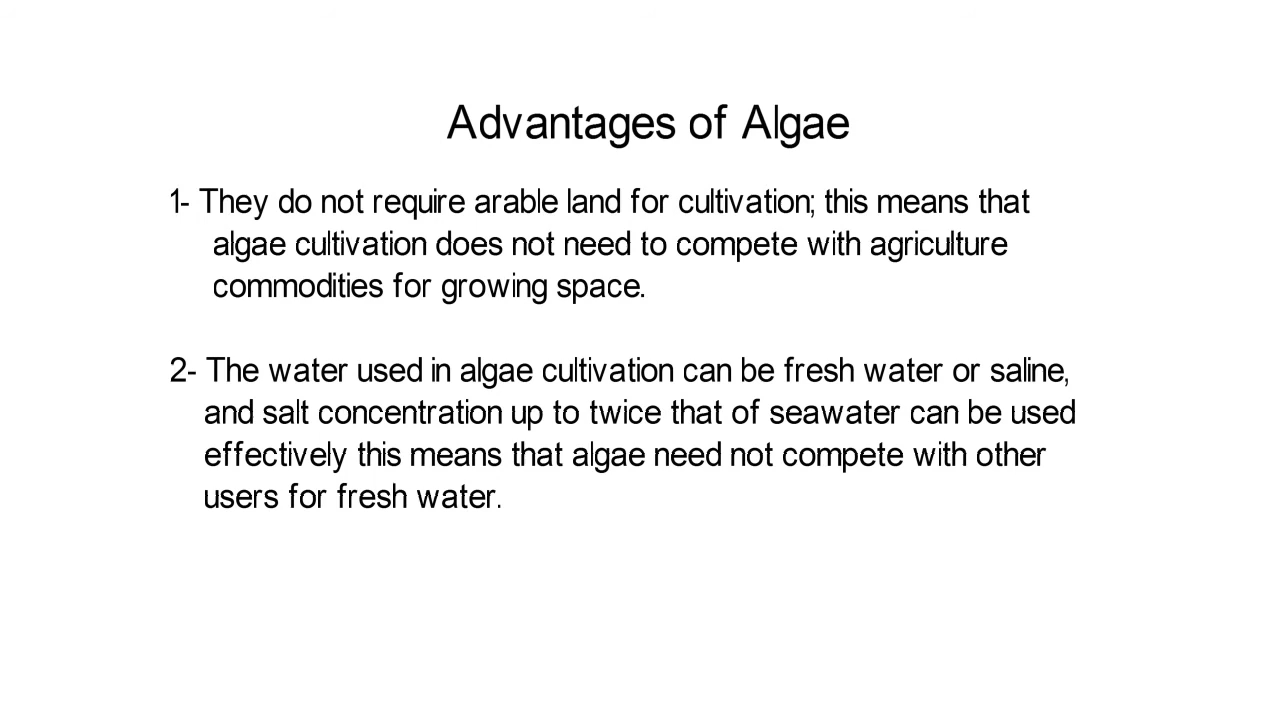 Advantages of Algae
1- They do not require arable land for cultivation; this means that
algae cultivation does not need to compete with agriculture
commodities for growing space.
2- The water used in algae cultivation can be fresh water or saline,
and salt concentration up to twice that of seawater can be used
effectively this means that algae need not compete with other
users for fresh water.